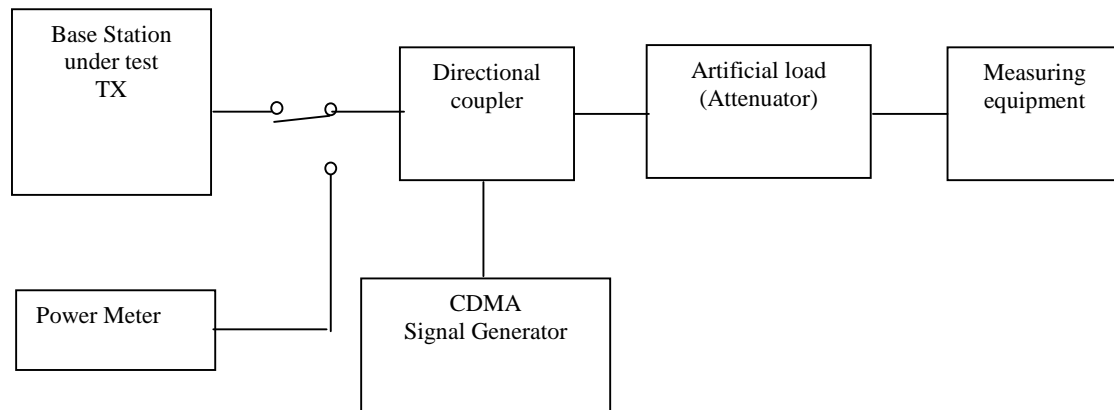 Base Station
under test
TX
Directional
coupler
Artificial load
(Attenuator)
Measuring
equipment
Power Meter
CDMA
Signal Generator